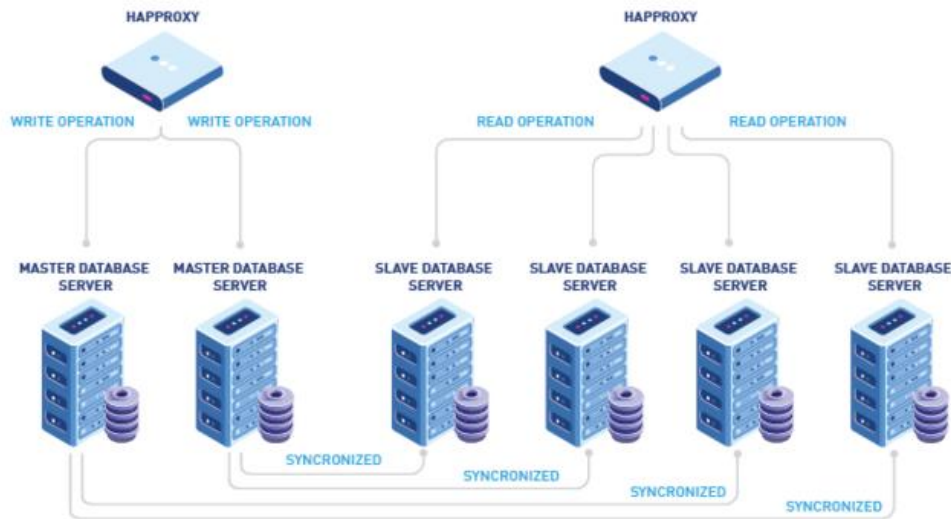 HAPPROXY
HAPPROXY
WRITE OPERATION
WRITE OPERATION
READ OPERATION
READ OPERATION
MASTER DATABASE
SERVER
MASTER DATABASE
SERVER
SLAVE DATABASE
SERVER
SLAVE DATABASE
SERVER
SLAVE DATABASE
SERVER
SLAVE DATABASE
SERVER
SYNCRONIZED
SYNCRONIZED
SYNCRONIZED
SYNCRONIZED